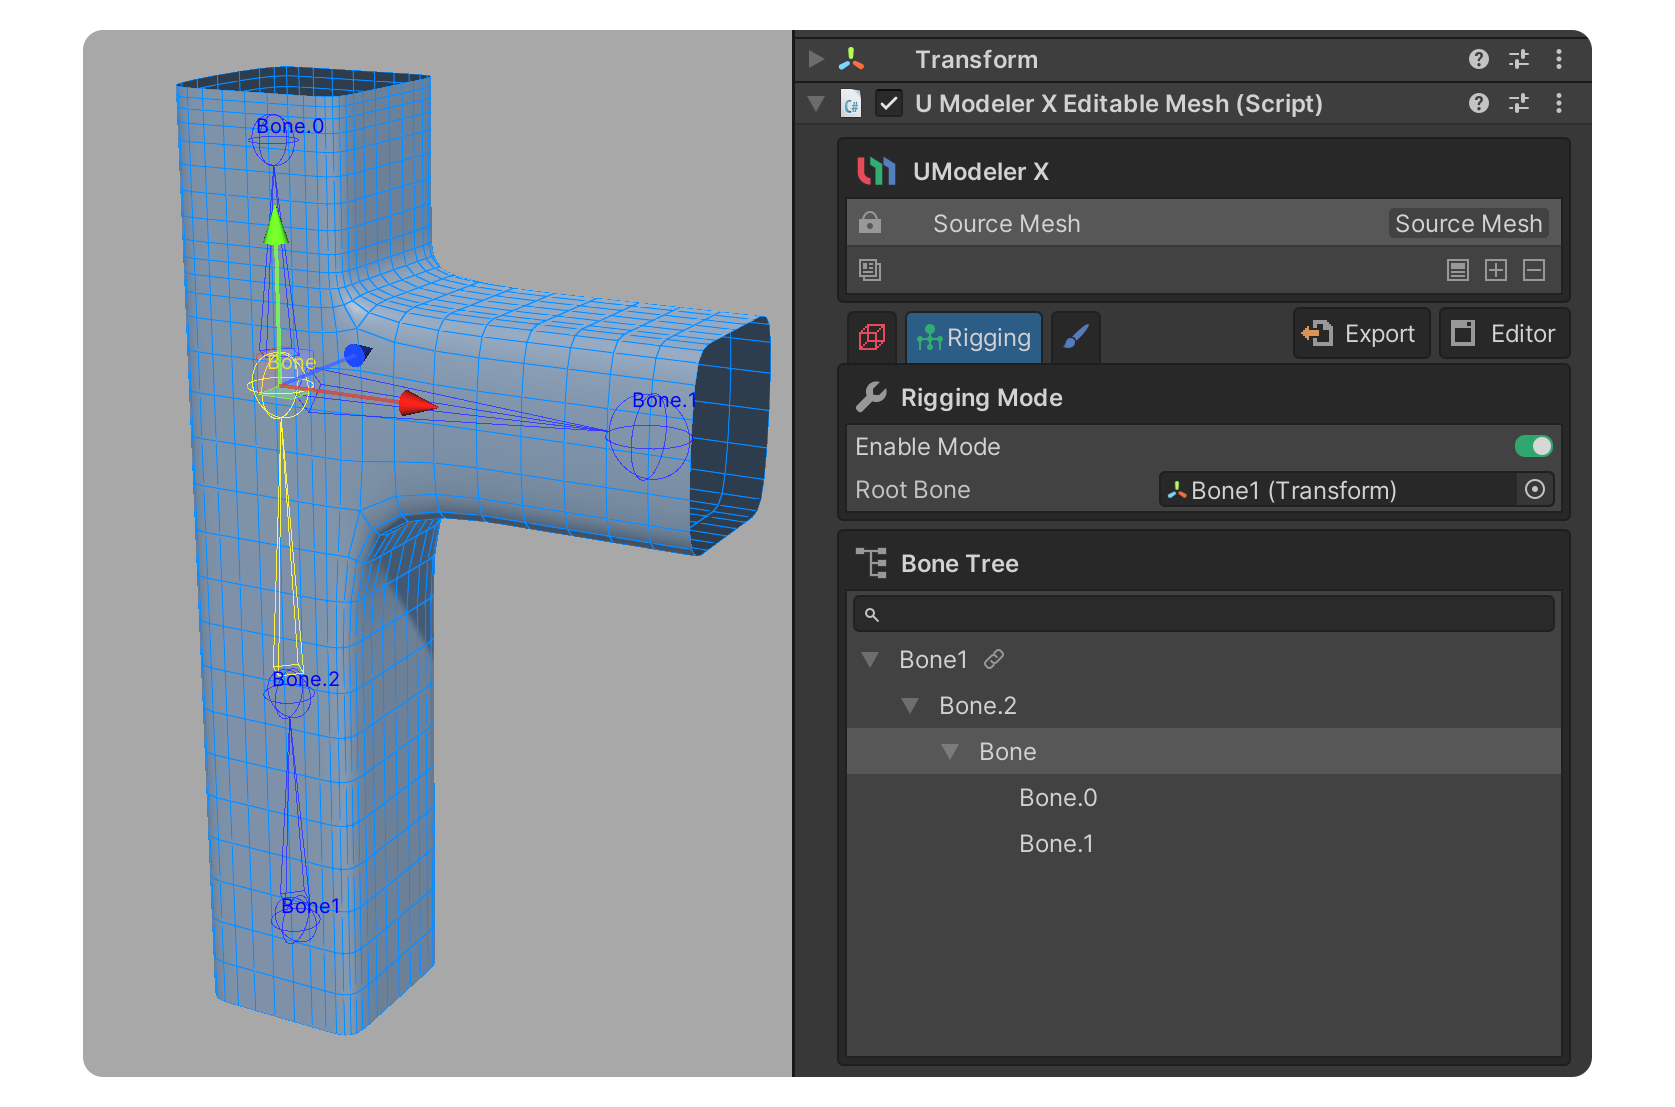 Bone.0
Bone
Bone.1
Bone.2
Bone1
Transform
C#
U Modeler X Editable Mesh (Script)
UModeler X
Source Mesh
Source Mesh
Rigging
Export
Editor
Rigging Mode
Enable Mode
Root Bone
Bone1 (Transform)
Bone Tree
Bone1
Bone.2
Bone
Bone.0
Bone.1